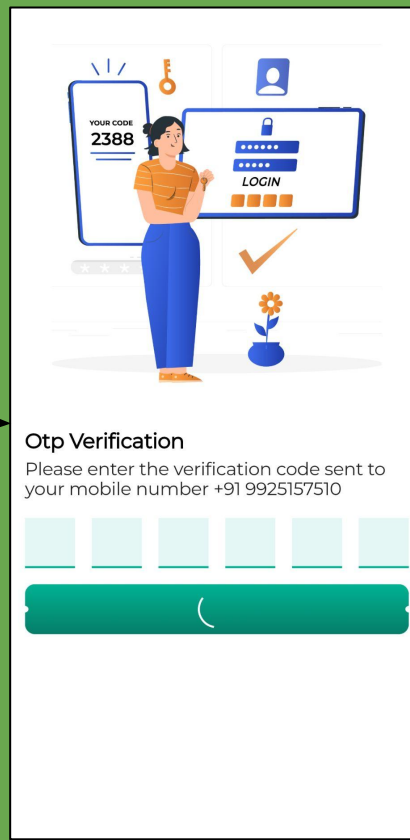 YOUR CODE
2388
LOGIN
Otp Verification
Please enter the verification code sent to
your mobile number +91 9925157510